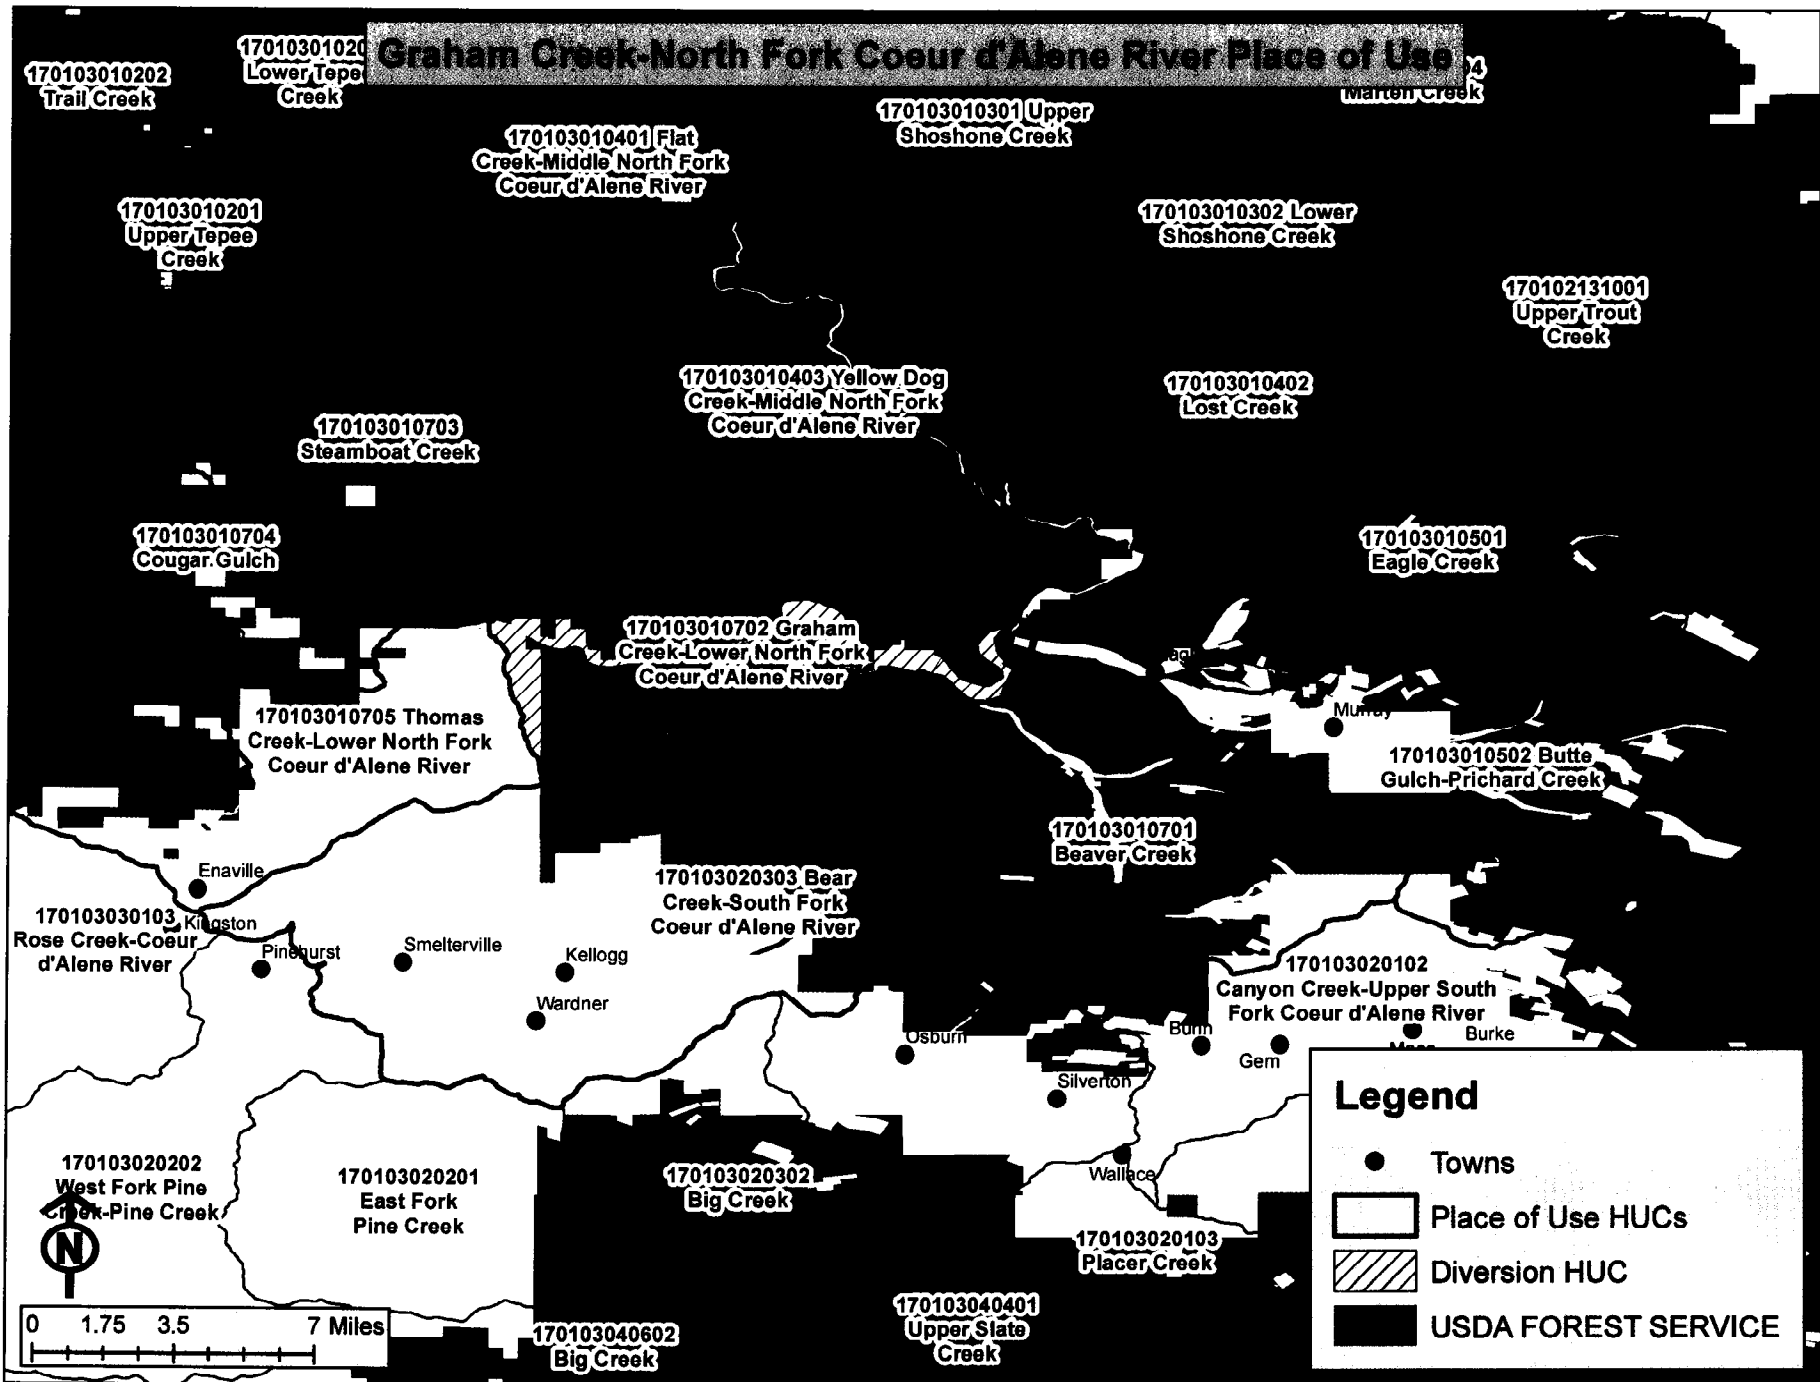 Graham Creek-North Fork Coeur d'Alene River Place of Use
170103010202
Trail Creek
17010301020
Lower Tepee
Creek
04
Marten Creek
170103010301 Upper
Shoshone Creek
170103010401 Flat
Creek-Middle North Fork
Coeur d'Alene River
170103010201
Upper Tepee
Creek
170103010302 Lower
Shoshone Creek
170102131001
Upper Trout
Creek
170103010403 Yellow Dog
Creek-Middle North Fork
Coeur d'Alene River
170103010402
Lost Creek
170103010703
Steamboat Creek
170103010704
Cougar Gulch
170103010501
Eagle Creek
170103010702 Graham
Creek-Lower North Fork
Coeur d'Alene River
Murray
170103010705 Thomas
Creek-Lower North Fork
Coeur d'Alene River
170103010502 Butte
Gulch-Prichard Creek
170103010701
Beaver Creek
Enaville
170103020303 Bear
Creek-South Fork
Coeur d'Alene River
170103030103
Rose Creek-Coeur
d'Alene River
Kingston
Pinehurst
Smelterville
Kellogg
Wardner
170103020102
Canyon Creek-Upper South
Fork Coeur d'Alene River
Osburn
Burke
Gem
Silverton
Wallace
170103020202
West Fork Pine
Creek-Pine Creek
170103020201
East Fork
Pine Creek
170103020302
Big Creek
170103020103
Placer Creek
170103040401
Upper Slate
Creek
170103040602
Big Creek
N
0 1.75 3.5 7 Miles
Legend
Towns
Place of Use HUCs
Diversion HUC
USDA FOREST SERVICE